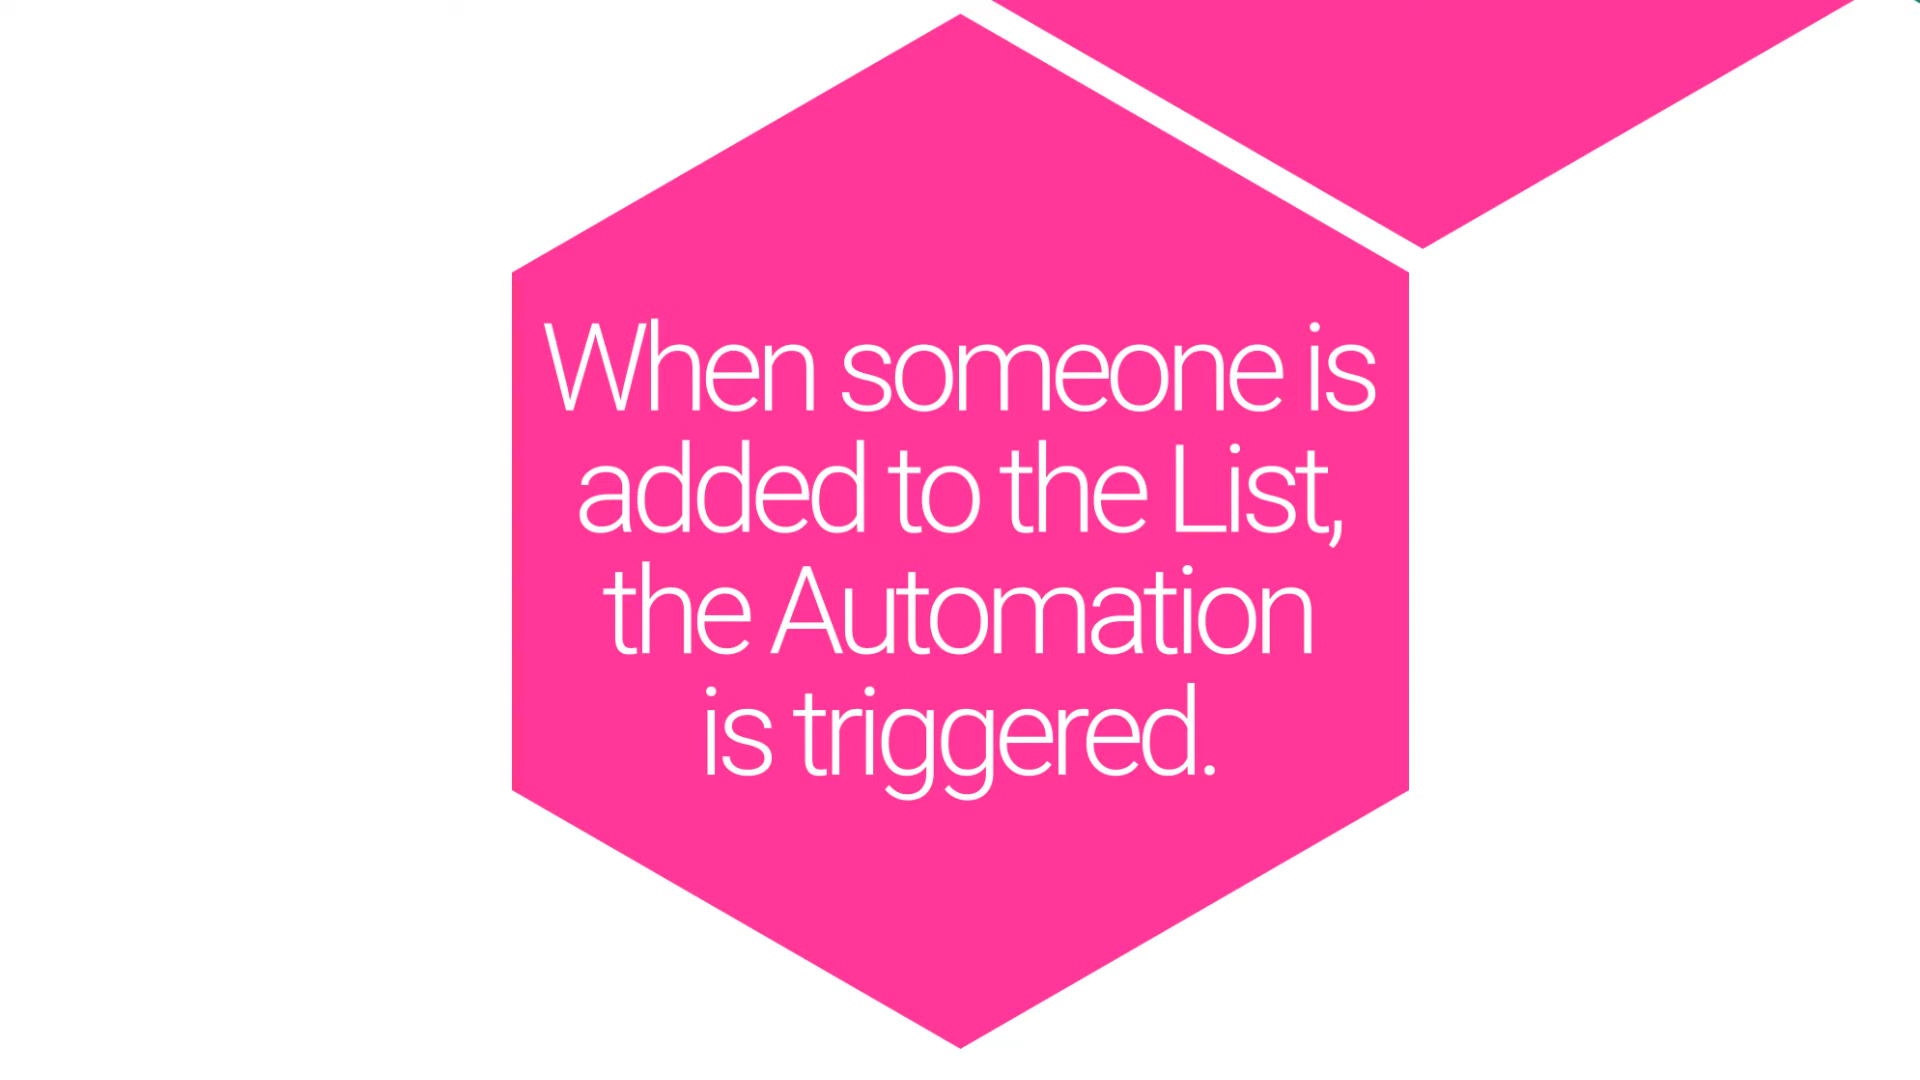 When someone is
added to the List,
the Automation
is triggered.